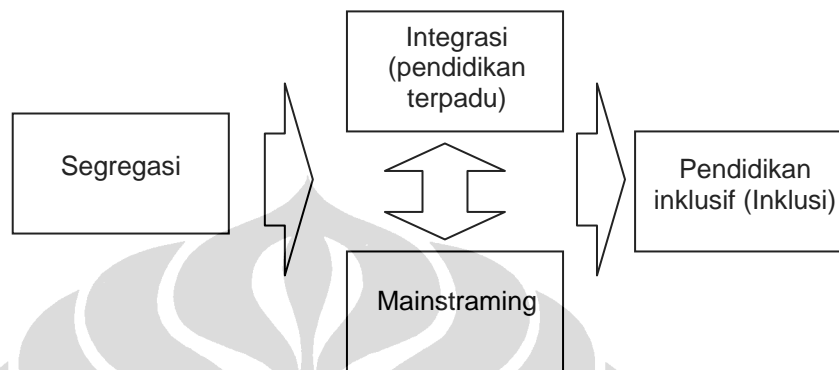 Segregasi
Integrasi
(pendidikan
terpadu)
Mainstraming
Pendidikan
inklusif (Inklusi)